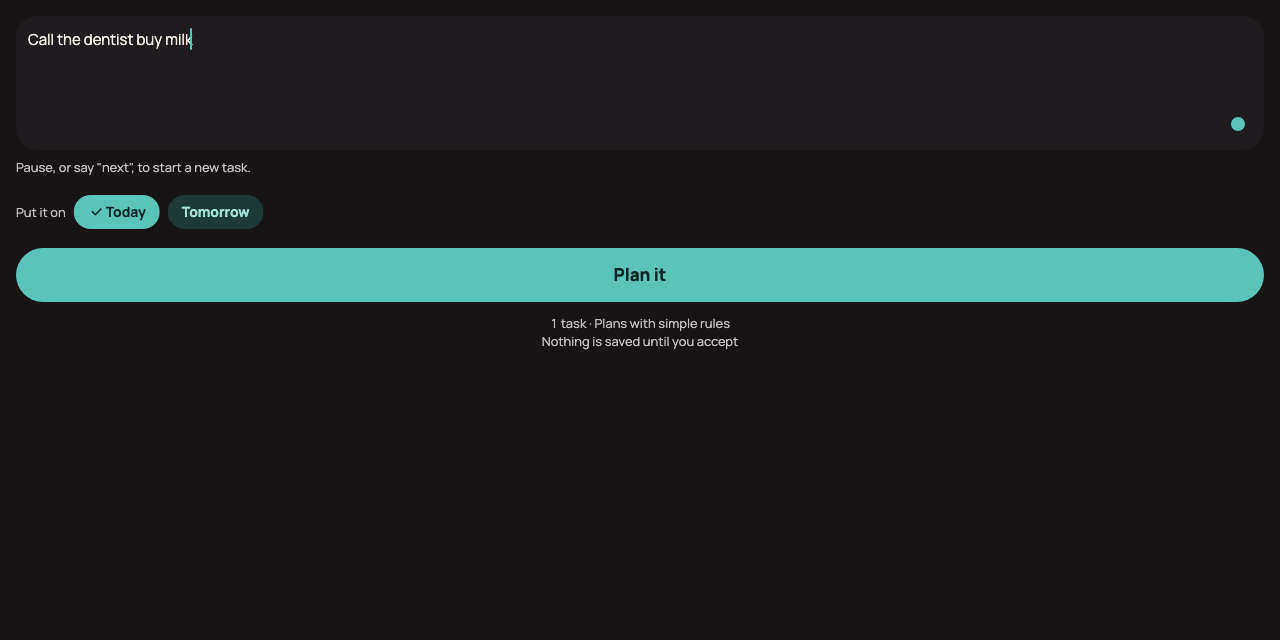 Call the dentist buy milk
Pause, or say "next", to start a new task.
Put it on ✓ Today Tomorrow
Plan it
1 task · Plans with simple rules
Nothing is saved until you accept